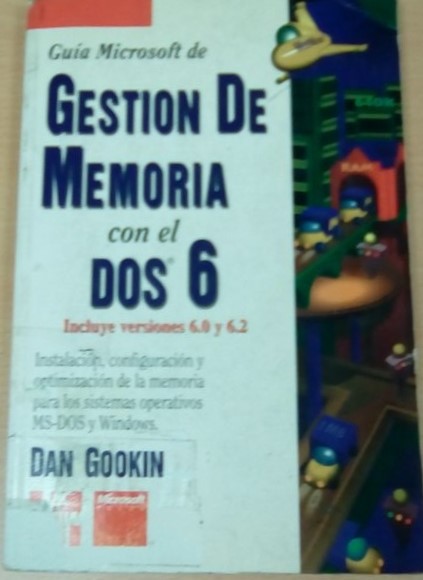 Guía Microsoft de
GESTION DE
MEMORIA
con el
DOS 6
Incluye versiones 6.0 y 6.2
Instalación, configuración y
optimización de la memoria
para los sistemas operativos
MS-DOS y Windows.
DAN GOOKIN
Microsoft